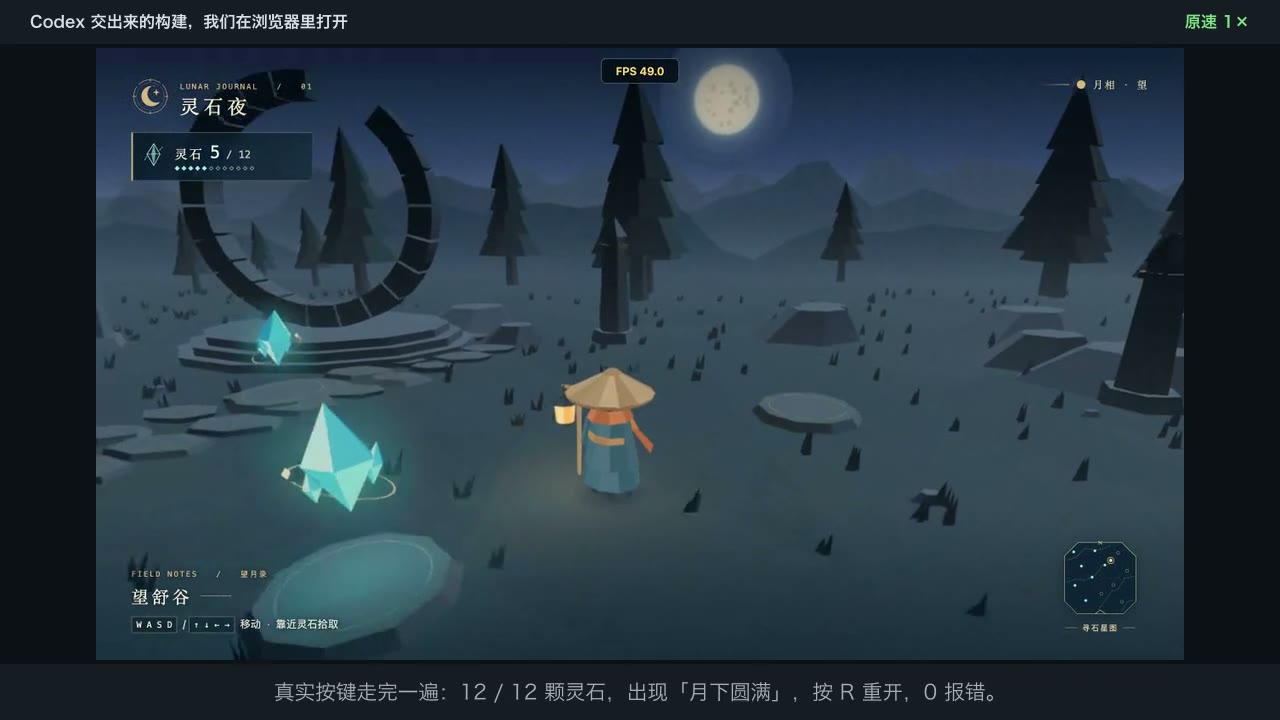 Codex 交出来的构建，我们在浏览器里打开
原速 1×
FPS 49.0
LUNAR JOURNAL / 01
灵石夜
月相 · 望
灵石 5 / 12
FIELD NOTES / 望月录
望舒谷
W A S D / ↑ ↓ ← → 移动 · 靠近灵石拾取
N
寻石星图
真实按键走完一遍：12 / 12 颗灵石，出现「月下圆满」，按 R 重开，0 报错。